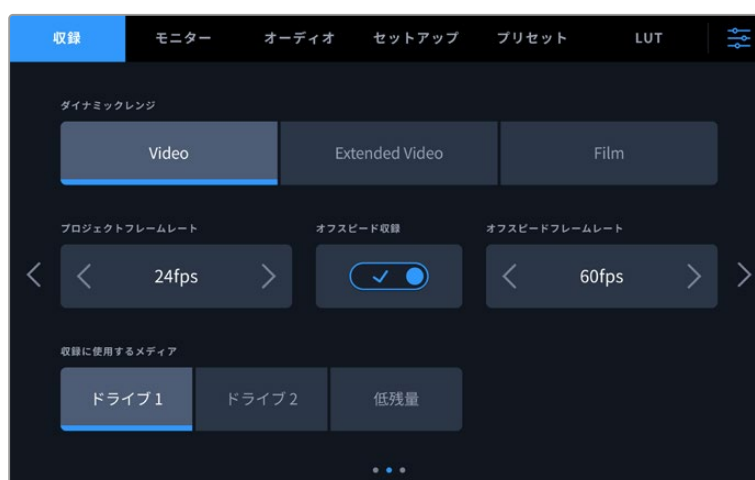 収録 モニター オーディオ セットアップ プリセット LUT
ダイナミックレンジ
Video Extended Video Film
プロジェクトフレームレート オフスピード収録 オフスピードフレームレート
24fps 60fps
収録に使用するメディア
ドライブ 1 ドライブ 2 低残量